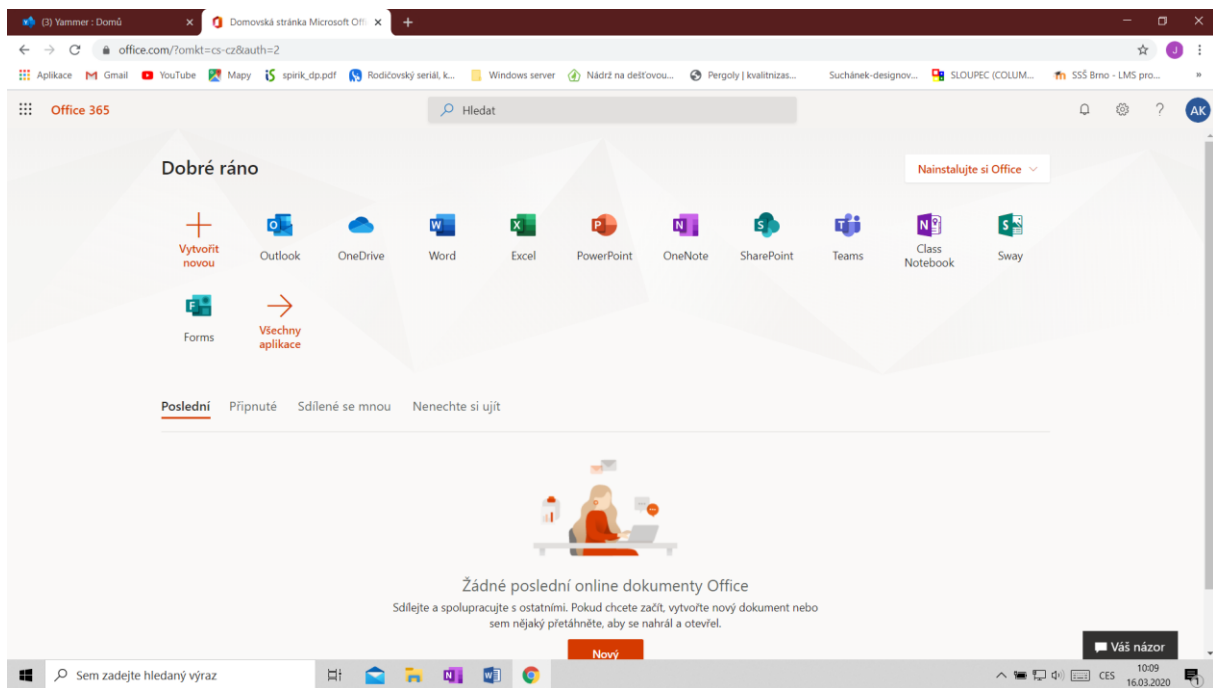 (3) Yammer : Domů
Domovská stránka Microsoft Off
office.com/?omkt=cs-cz&auth=2
J
Aplikace Gmail YouTube Mapy spirik_dp.pdf Rodičovský seriál, k... Windows server Nádrž na dešťovou... Pergoly | kvalitnizas... Suchánek-designov... SLOUPEC (COLUM... SSŠ Brno - LMS pro... »
Office 365
Hledat
?
AK
Dobré ráno
Nainstalujte si Office
Vytvořit novou
Outlook
OneDrive
Word
Excel
PowerPoint
OneNote
SharePoint
Teams
Class Notebook
Sway
Forms
Všechny aplikace
Poslední Připnuté Sdílené se mnou Nenechte si ujít
Žádné poslední online dokumenty Office
Sdílejte a spolupracujte s ostatními. Pokud chcete začít, vytvořte nový dokument nebo
sem nějaký přetáhněte, aby se nahrál a otevřel.
Nový
Váš názor
Sem zadejte hledaný výraz
CES
10:09
16.03.2020